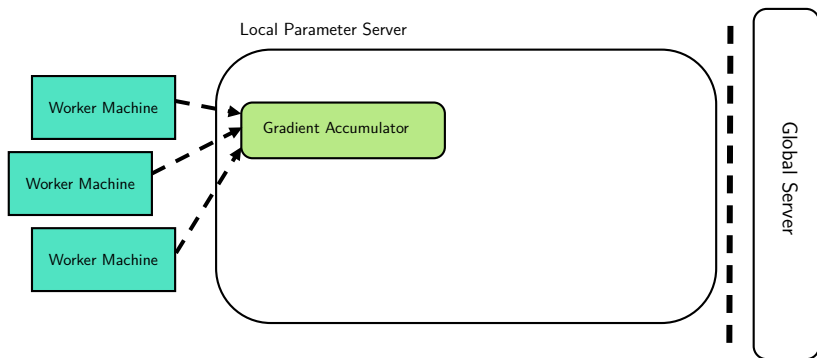 Local Parameter Server
Worker Machine
Gradient Accumulator
Worker Machine
Worker Machine
Global Server